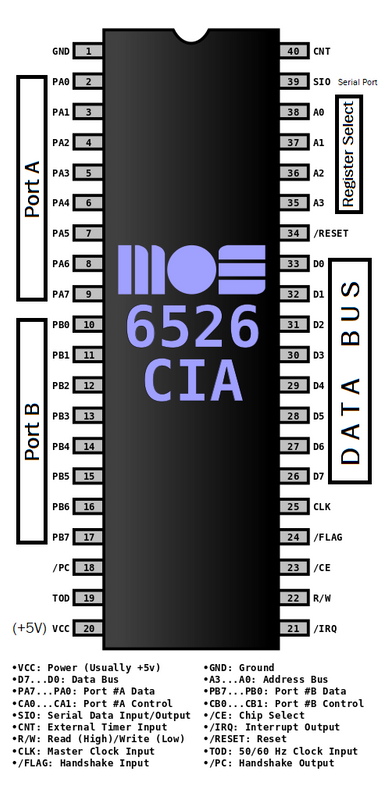 GND 1 40 CNT
PA0 2 39 SIO Serial Port
PA1 3 38 A0
PA2 4 37 A1
PA3 5 36 A2
PA4 6 35 A3
PA5 7 34 /RESET
PA6 8 33 D0
PA7 9 32 D1
PB0 10 31 D2
PB1 11 30 D3
PB2 12 29 D4
PB3 13 28 D5
PB4 14 27 D6
PB5 15 26 D7
PB6 16 25 CLK
PB7 17 24 /FLAG
/PC 18 23 /CE
TOD 19 22 R/W
(+5V) VCC 20 21 /IRQ
Port A
Port B
Register Select
DATA BUS
mos
6526
CIA
•VCC: Power (Usually +5v)
•D7...D0: Data Bus
•PA7...PA0: Port #A Data
•CA0...CA1: Port #A Control
•SIO: Serial Data Input/Output
•CNT: External Timer Input
•R/W: Read (High)/Write (Low)
•CLK: Master Clock Input
•/FLAG: Handshake Input
•GND: Ground
•A3...A0: Address Bus
•PB7...PB0: Port #B Data
•CB0...CB1: Port #B Control
•/CE: Chip Select
•/IRQ: Interrupt Output
•/RESET: Reset
•TOD: 50/60 Hz Clock Input
•/PC: Handshake Output